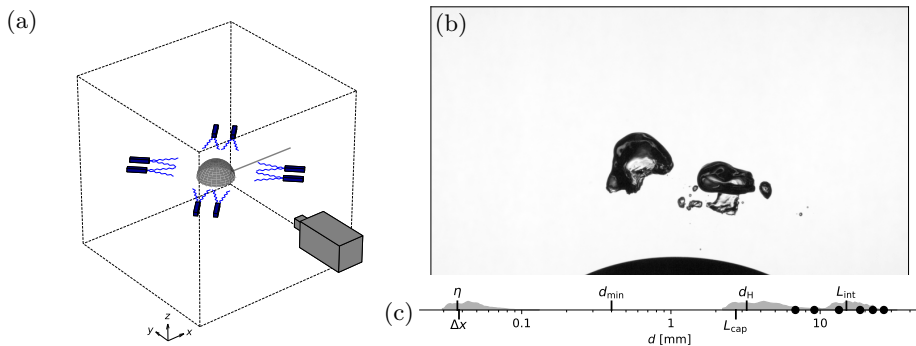 (a)
z
y
x
(b)
(c)
η
d_min
d_H
L_int
Δx
0.1
1
L_cap
10
d [mm]